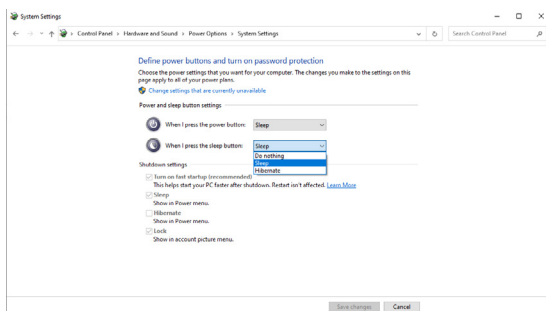 System Settings
Control Panel › Hardware and Sound › Power Options › System Settings
Search Control Panel
Define power buttons and turn on password protection
Choose the power settings that you want for your computer. The changes you make to the settings on this
page apply to all of your power plans.
Change settings that are currently unavailable
Power and sleep button settings
When I press the power button: Sleep
When I press the sleep button: Sleep
Do nothing
Sleep
Hibernate
Shutdown settings
Turn on fast startup (recommended)
This helps start your PC faster after shutdown. Restart isn't affected. Learn More
Sleep
Show in Power menu.
Hibernate
Show in Power menu.
Lock
Show in account picture menu.
Save changes Cancel